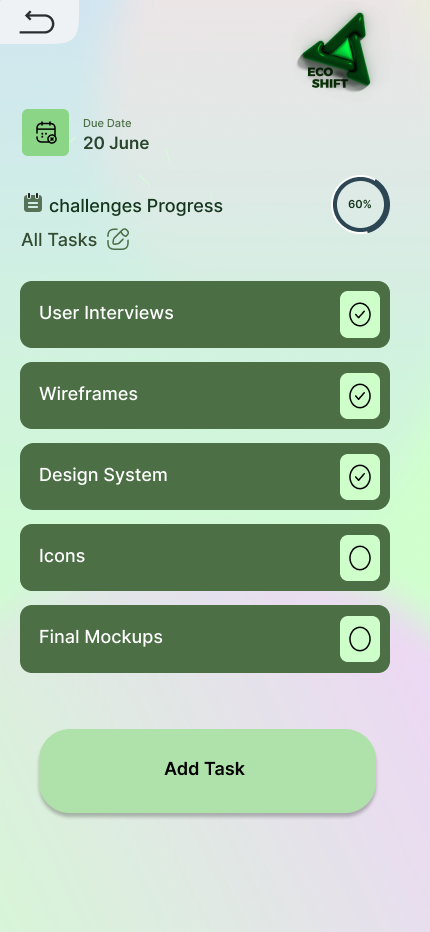 ECO
SHIFT
Due Date
20 June
challenges Progress
60%
All Tasks
User Interviews
Wireframes
Design System
Icons
Final Mockups
Add Task